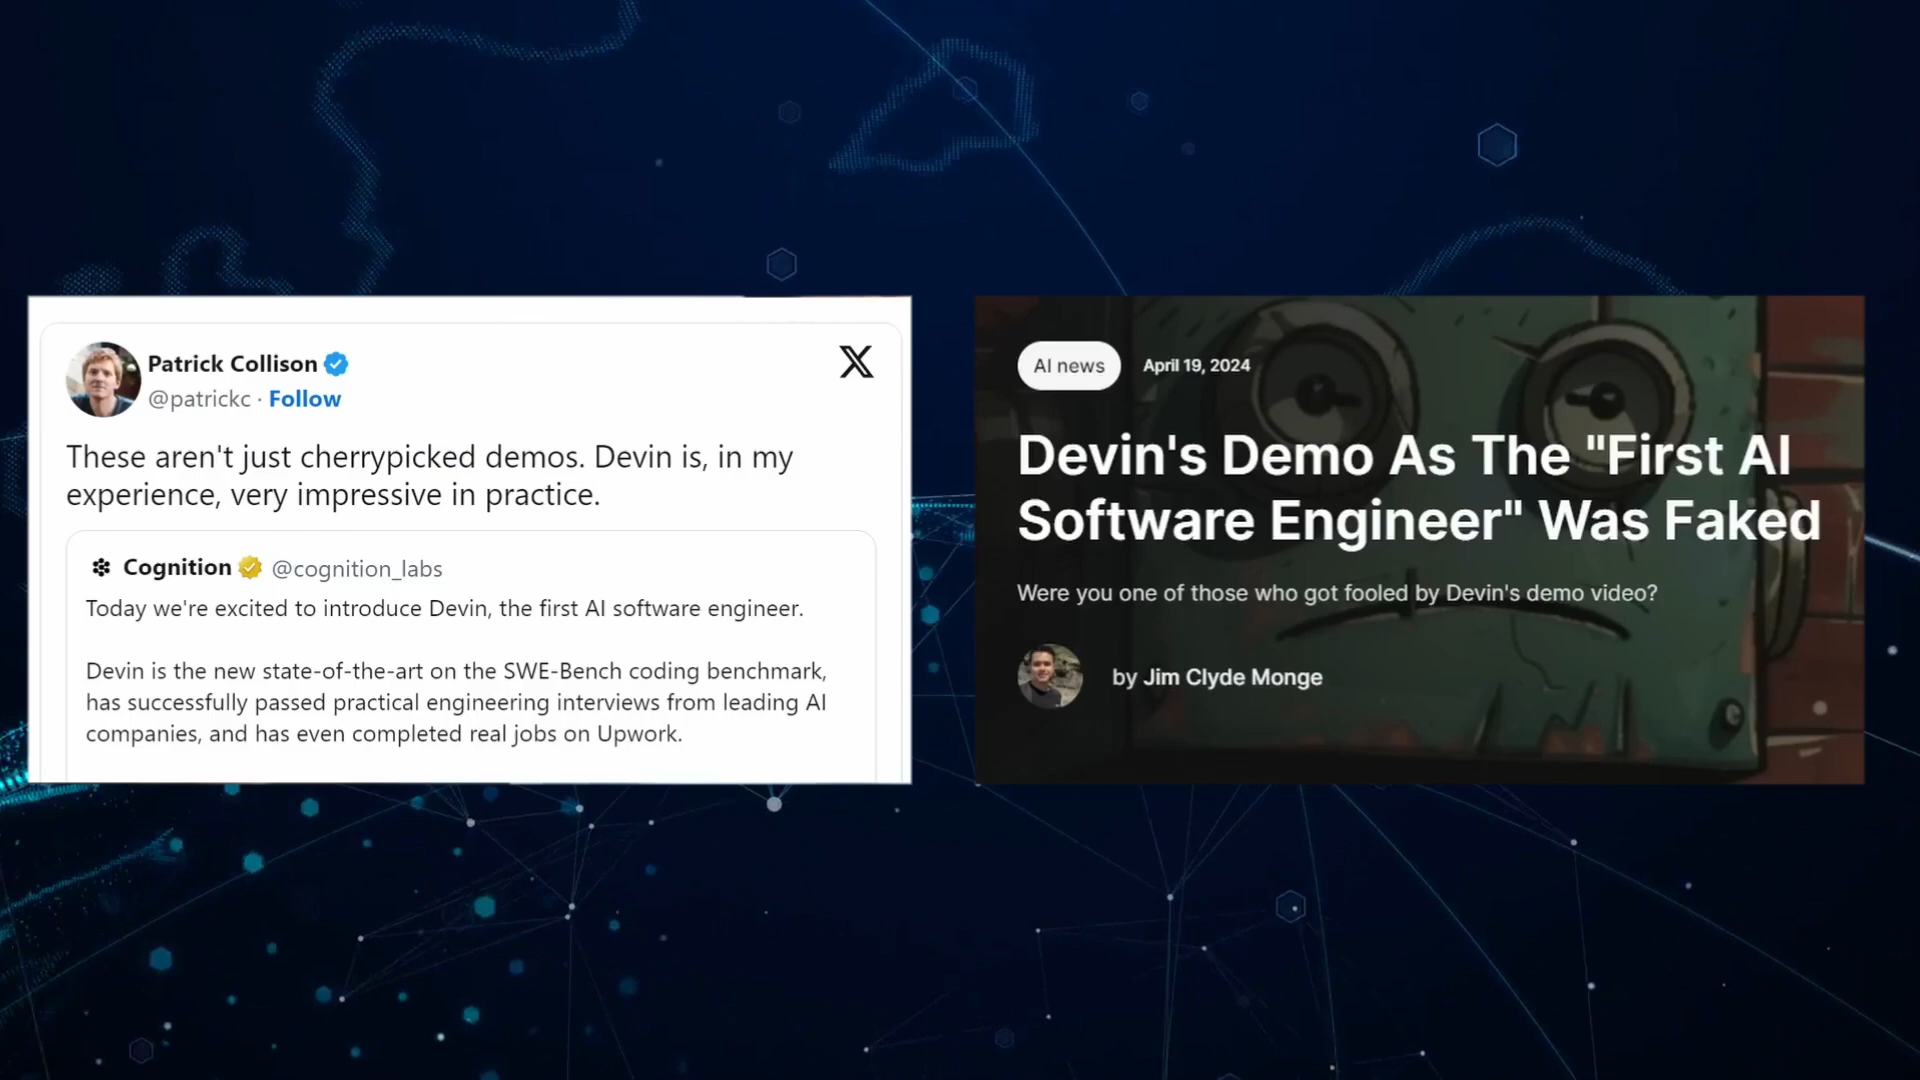 Patrick Collison
@patrickc · Follow
These aren't just cherrypicked demos. Devin is, in my
experience, very impressive in practice.
Cognition @cognition_labs
Today we're excited to introduce Devin, the first AI software engineer.
Devin is the new state-of-the-art on the SWE-Bench coding benchmark,
has successfully passed practical engineering interviews from leading AI
companies, and has even completed real jobs on Upwork.
AI news April 19, 2024
Devin's Demo As The "First AI
Software Engineer" Was Faked
Were you one of those who got fooled by Devin's demo video?
by Jim Clyde Monge